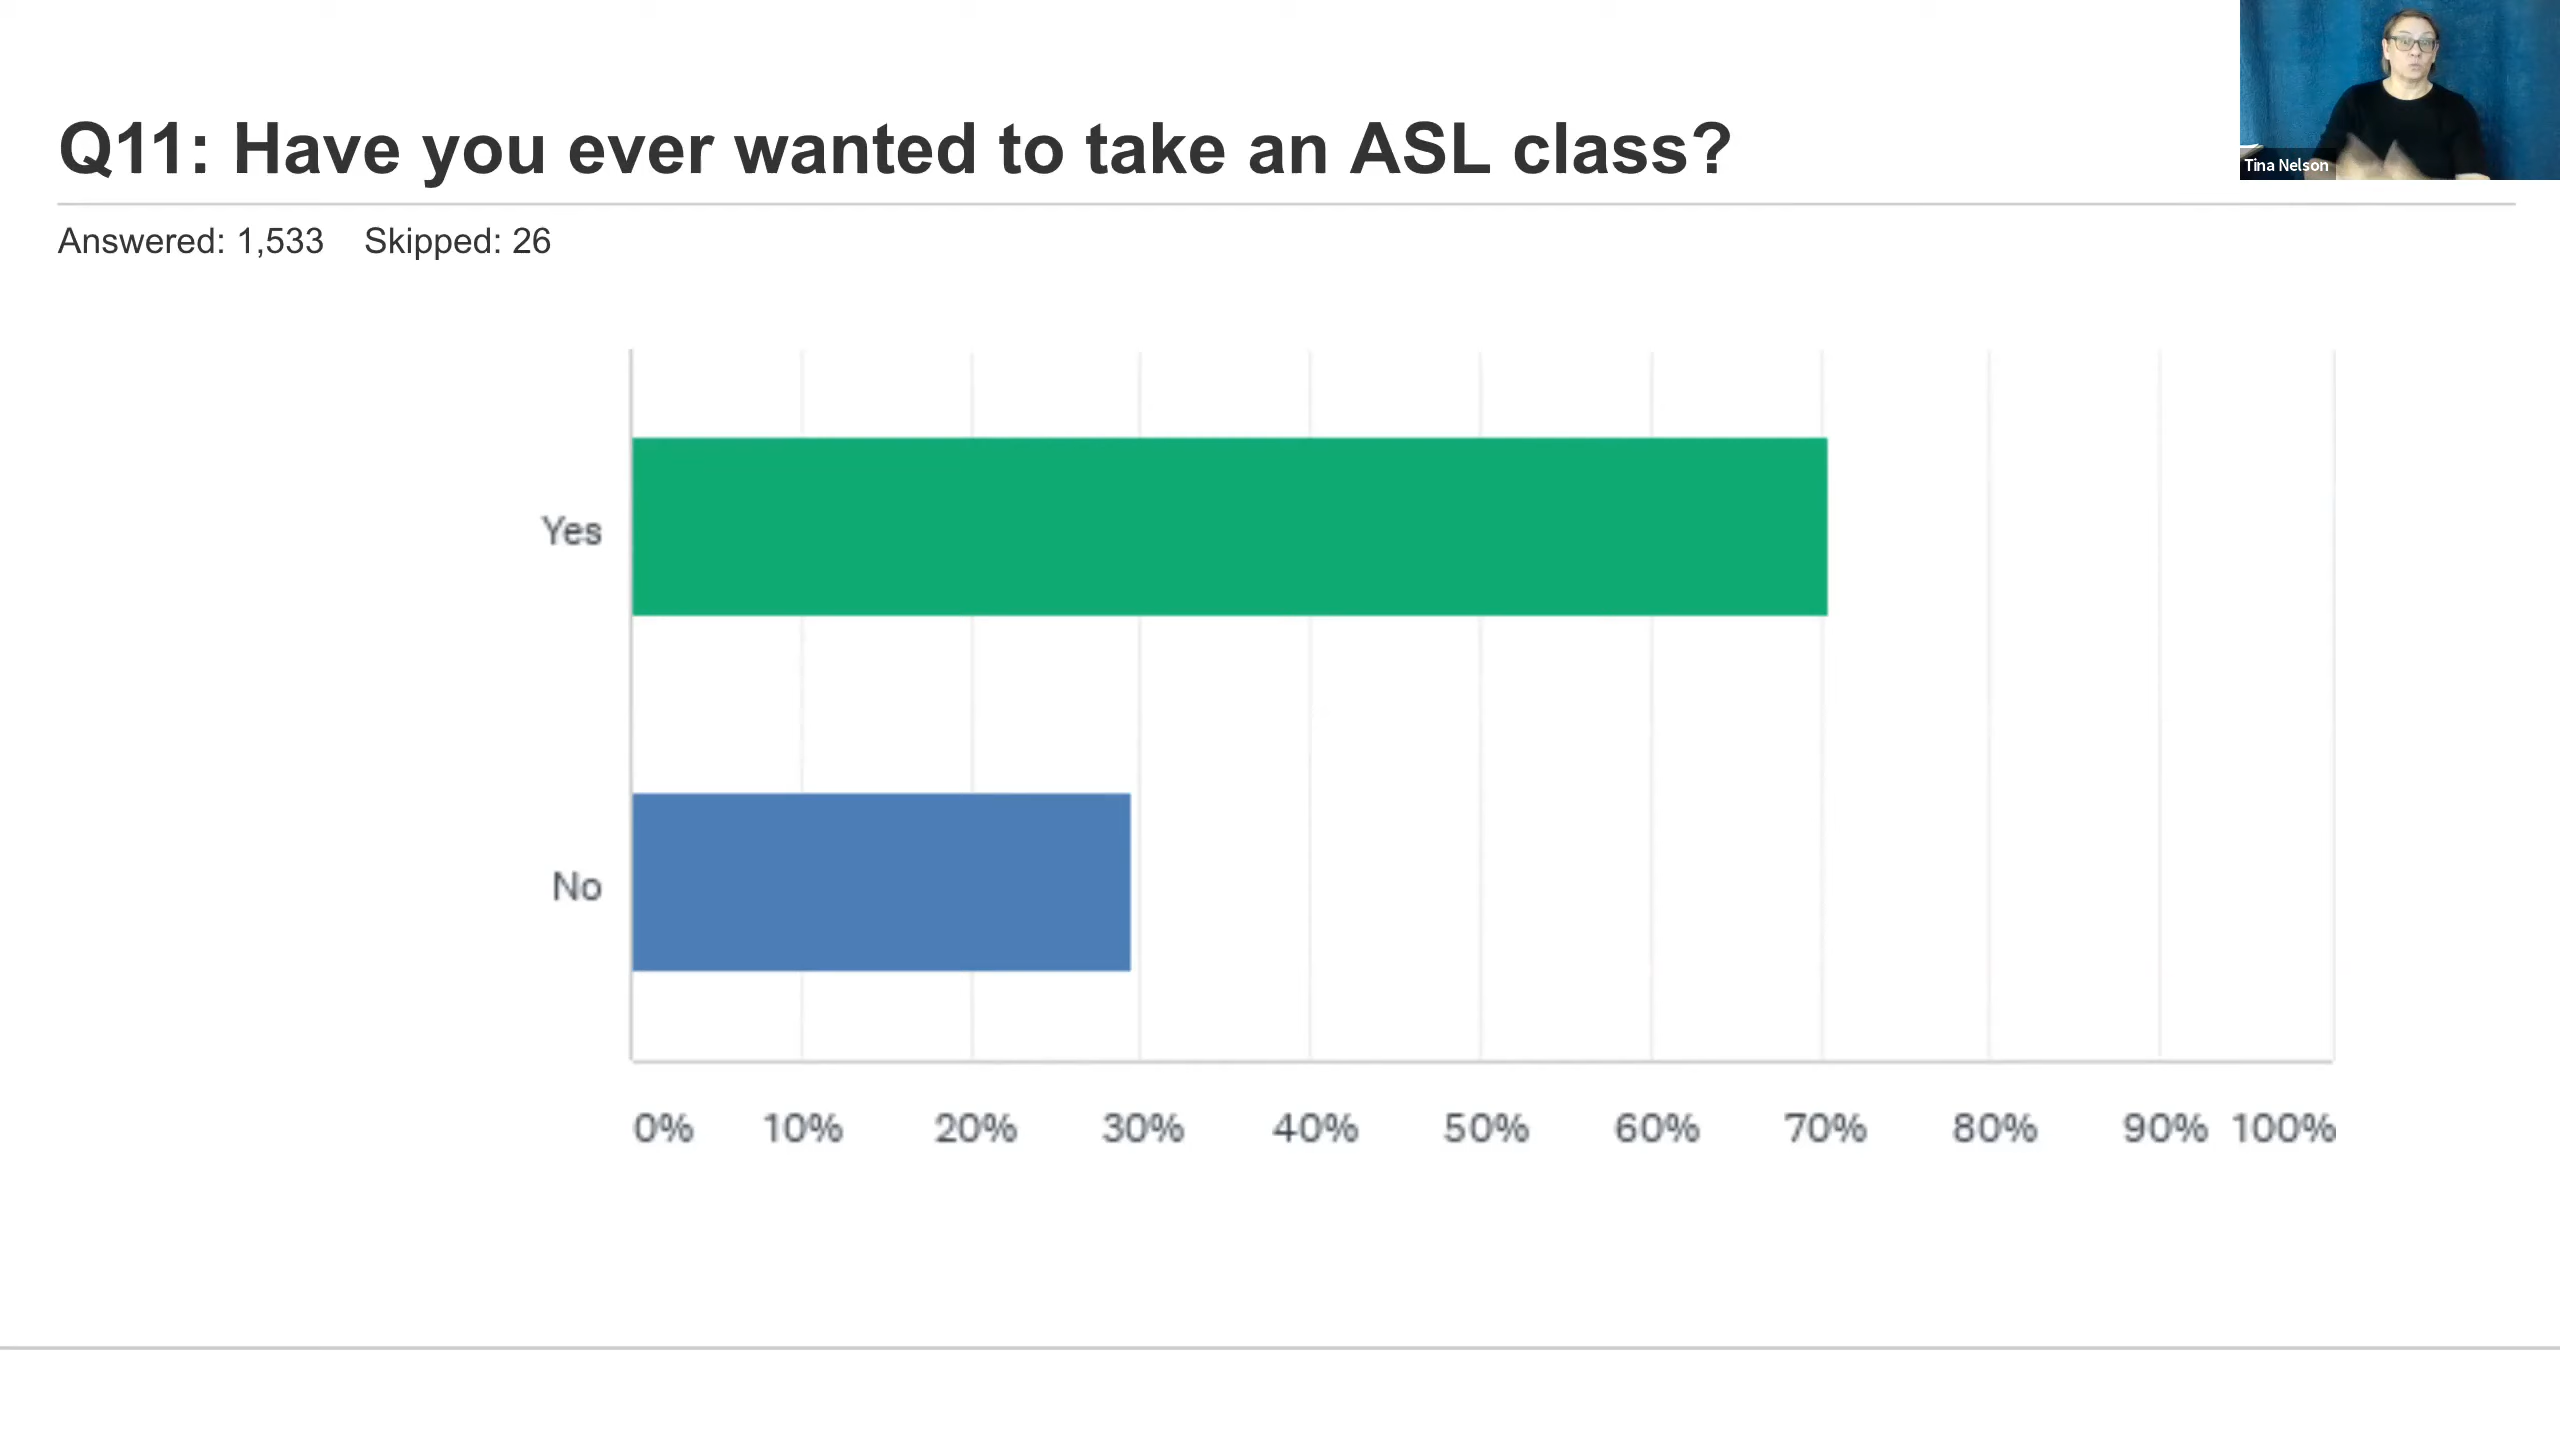 Q11: Have you ever wanted to take an ASL class?
Tina Nelson
Answered: 1,533 Skipped: 26
Yes
No
0% 10% 20% 30% 40% 50% 60% 70% 80% 90% 100%